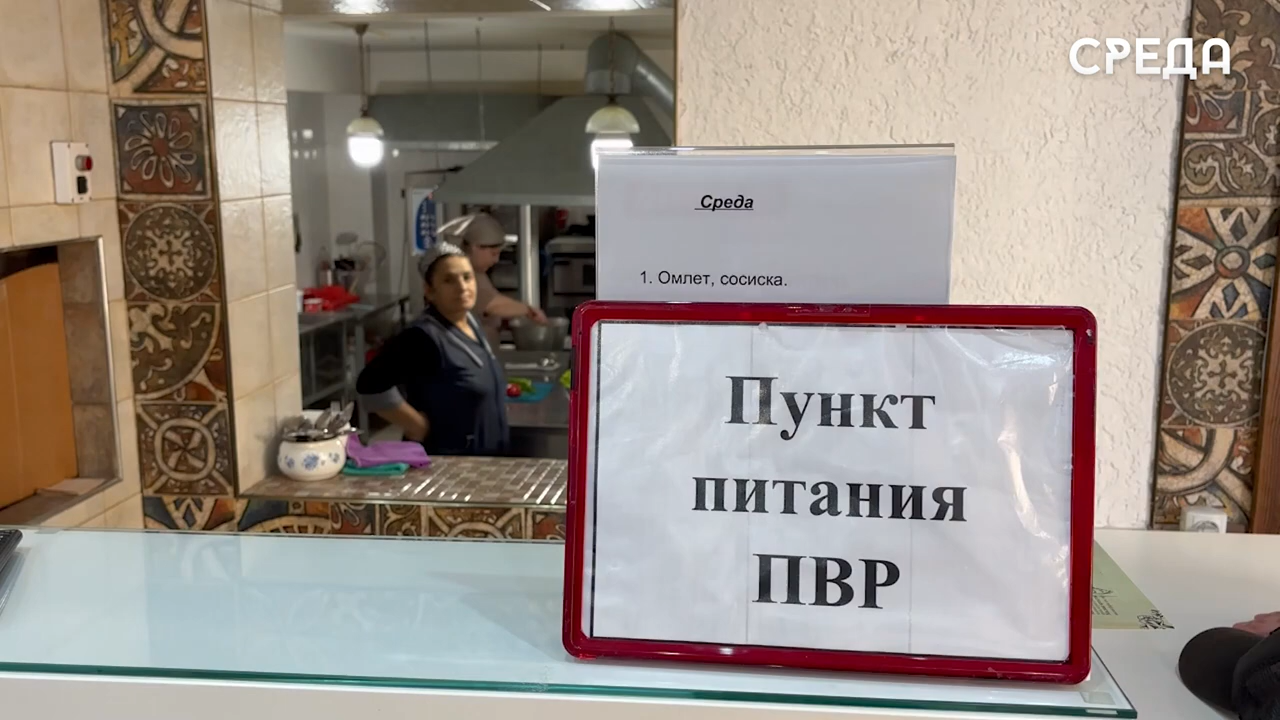 СРЕДА
Среда
1. Омлет, сосиска.
Пункт
питания
ПВР